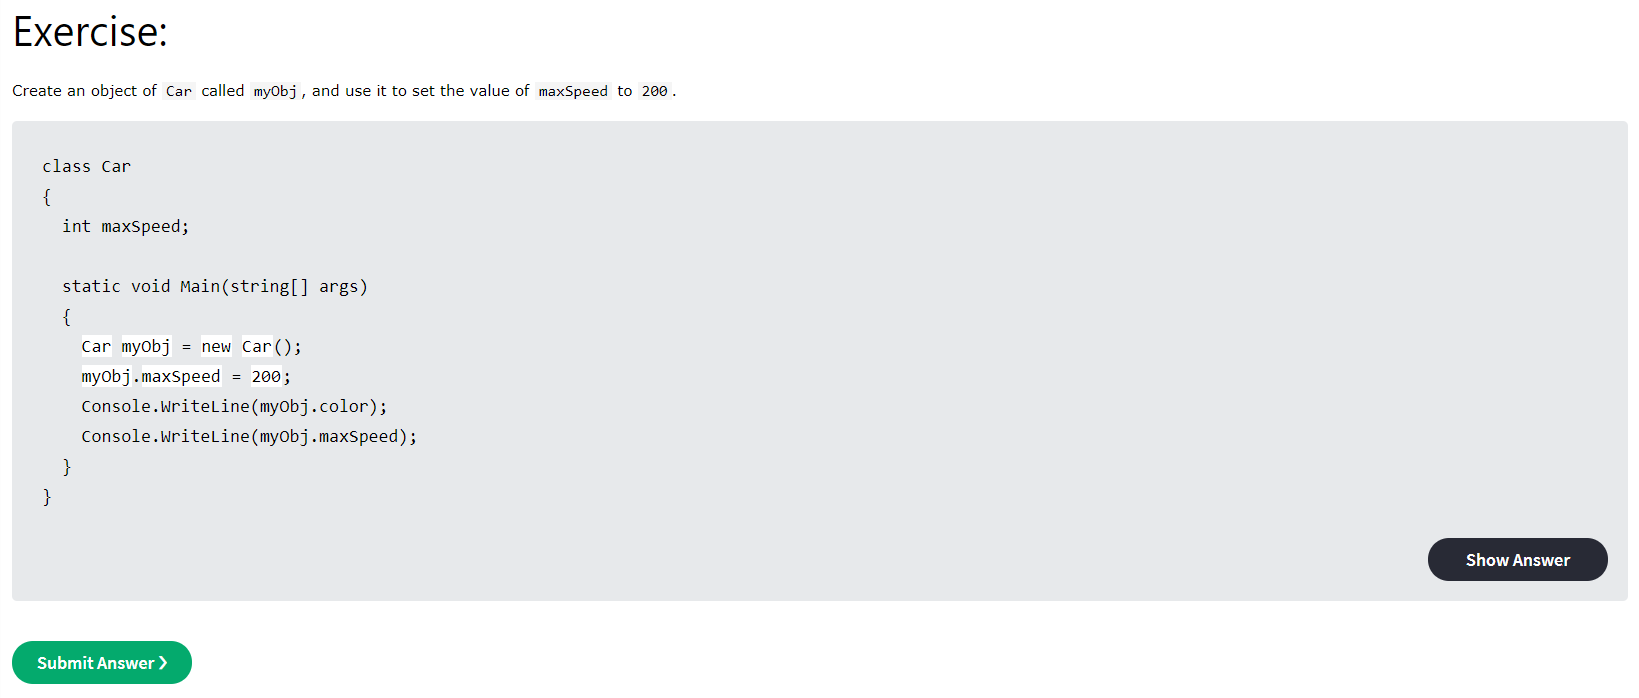 Exercise:
Create an object of Car called myObj, and use it to set the value of maxSpeed to 200.
class Car
{
  int maxSpeed;

  static void Main(string[] args)
  {
    Car myObj = new Car();
    myObj.maxSpeed = 200;
    Console.WriteLine(myObj.color);
    Console.WriteLine(myObj.maxSpeed);
  }
}
Show Answer
Submit Answer ❯